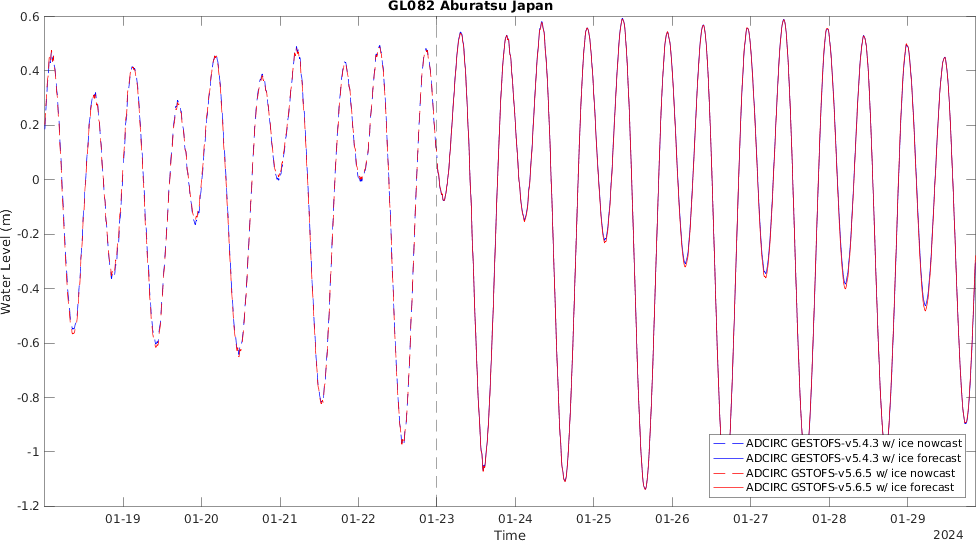 GL082 Aburatsu Japan
Water Level (m)
0.6
0.4
0.2
0
-0.2
-0.4
-0.6
-0.8
-1
-1.2
ADCIRC GESTOFS-v5.4.3 w/ ice nowcast
ADCIRC GESTOFS-v5.4.3 w/ ice forecast
ADCIRC GSTOFS-v5.6.5 w/ ice nowcast
ADCIRC GSTOFS-v5.6.5 w/ ice forecast
01-19 01-20 01-21 01-22 01-23 01-24 01-25 01-26 01-27 01-28 01-29
Time
2024